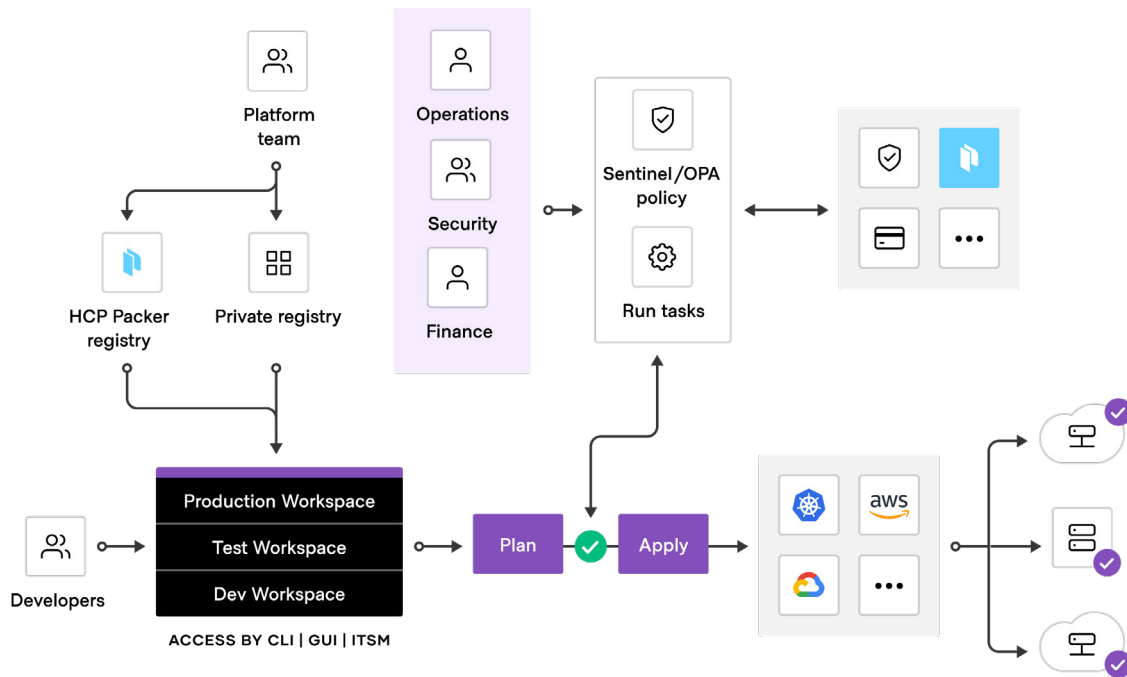 Platform
team
Operations
Security
Finance
Sentinel/OPA
policy
Run tasks
HCP Packer
registry
Private registry
Production Workspace
Test Workspace
Dev Workspace
Developers
ACCESS BY CLI | GUI | ITSM
Plan
Apply
aws